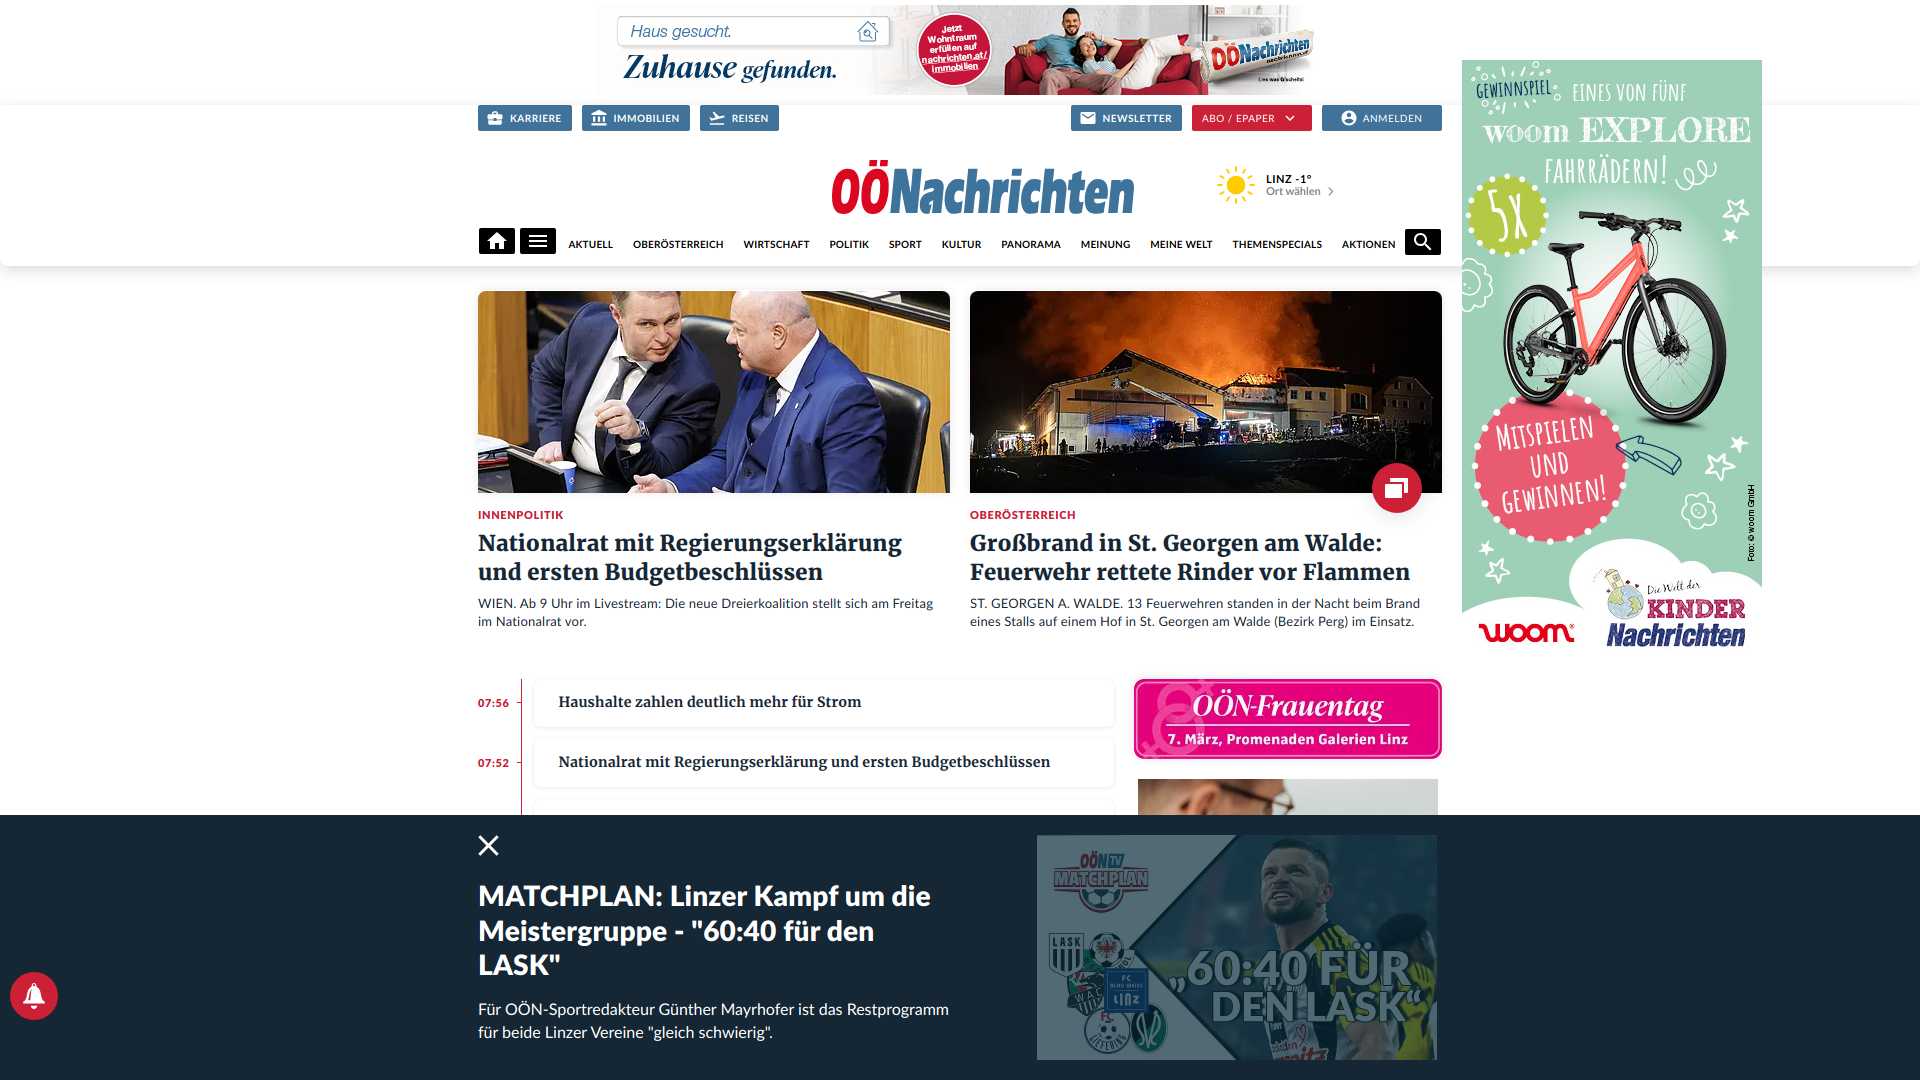 Haus gesucht.
Zuhause gefunden.
Jetzt
Wohntraum
erfüllen auf
nachrichten.at/
immobilien
OÖNachrichten
Lies was G'scheits!
KARRIERE
IMMOBILIEN
REISEN
NEWSLETTER
ABO / EPAPER
ANMELDEN
OÖNachrichten
LINZ -1°
Ort wählen
AKTUELL
OBERÖSTERREICH
WIRTSCHAFT
POLITIK
SPORT
KULTUR
PANORAMA
MEINUNG
MEINE WELT
THEMENSPECIALS
AKTIONEN
GEWINNSPIEL
EINES VON FÜNF
woom EXPLORE
FAHRRÄDERN!
5X
MITSPIELEN
UND
GEWINNEN!
Foto: © woom GmbH
woom
Die Welt der
KINDER
Nachrichten
INNENPOLITIK
Nationalrat mit Regierungserklärung
und ersten Budgetbeschlüssen
WIEN. Ab 9 Uhr im Livestream: Die neue Dreierkoalition stellt sich am Freitag
im Nationalrat vor.
OBERÖSTERREICH
Großbrand in St. Georgen am Walde:
Feuerwehr rettete Rinder vor Flammen
ST. GEORGEN A. WALDE. 13 Feuerwehren standen in der Nacht beim Brand
eines Stalls auf einem Hof in St. Georgen am Walde (Bezirk Perg) im Einsatz.
07:56
Haushalte zahlen deutlich mehr für Strom
07:52
Nationalrat mit Regierungserklärung und ersten Budgetbeschlüssen
OÖN-Frauentag
7. März, Promenaden Galerien Linz
MATCHPLAN: Linzer Kampf um die
Meistergruppe - "60:40 für den
LASK"
Für OÖN-Sportredakteur Günther Mayrhofer ist das Restprogramm
für beide Linzer Vereine "gleich schwierig".
OÖN TV
MATCHPLAN
LASK
WAC
FC
BLAU WEISS
LINZ
FC
LIEFERING
SVR
„60:40 FÜR
DEN LASK“